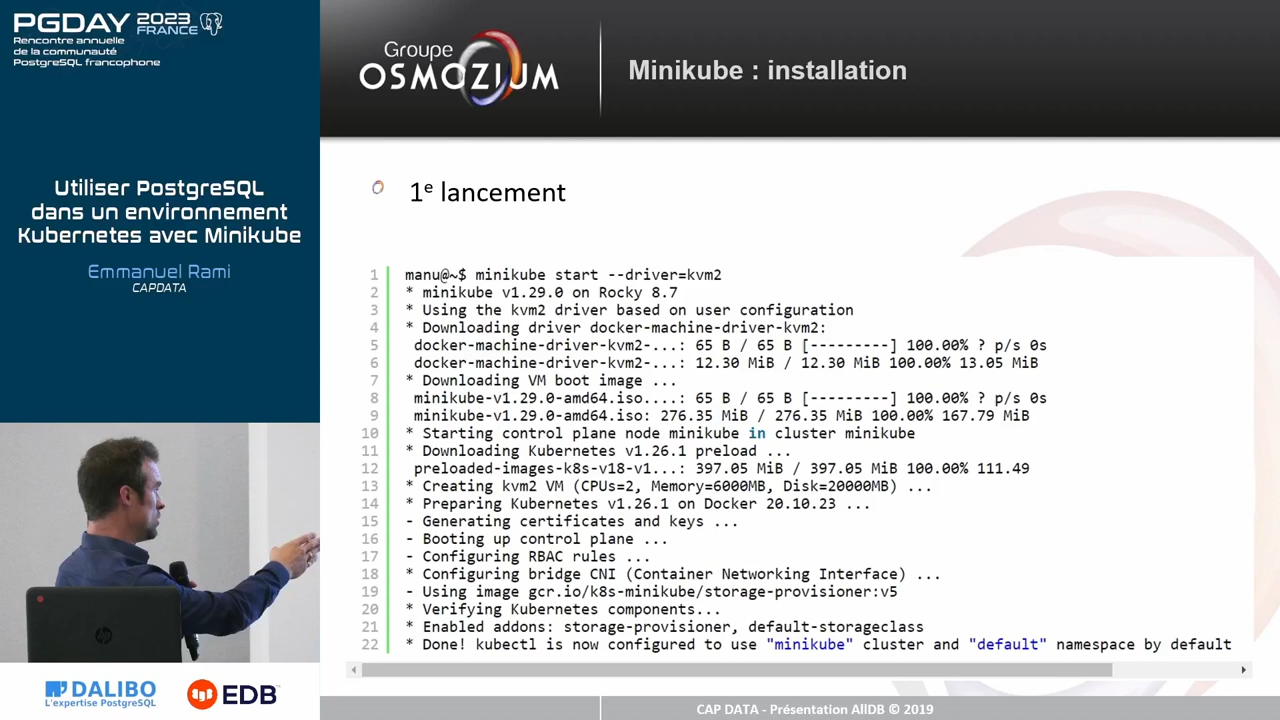 PGDAY 2023 FRANCE
Rencontre annuelle
de la communauté
PostgreSQL francophone
Utiliser PostgreSQL
dans un environnement
Kubernetes avec Minikube
Emmanuel Rami
CAPDATA
DALIBO
L'expertise PostgreSQL
EDB
Groupe
OSMOZIUM
Minikube : installation
1e lancement
1 manu@~$ minikube start --driver=kvm2
2 * minikube v1.29.0 on Rocky 8.7
3 * Using the kvm2 driver based on user configuration
4 * Downloading driver docker-machine-driver-kvm2:
5 docker-machine-driver-kvm2-...: 65 B / 65 B [---------] 100.00% ? p/s 0s
6 docker-machine-driver-kvm2-...: 12.30 MiB / 12.30 MiB 100.00% 13.05 MiB
7 * Downloading VM boot image ...
8 minikube-v1.29.0-amd64.iso....: 65 B / 65 B [---------] 100.00% ? p/s 0s
9 minikube-v1.29.0-amd64.iso: 276.35 MiB / 276.35 MiB 100.00% 167.79 MiB
10 * Starting control plane node minikube in cluster minikube
11 * Downloading Kubernetes v1.26.1 preload ...
12 preloaded-images-k8s-v18-v1...: 397.05 MiB / 397.05 MiB 100.00% 111.49
13 * Creating kvm2 VM (CPUs=2, Memory=6000MB, Disk=20000MB) ...
14 * Preparing Kubernetes v1.26.1 on Docker 20.10.23 ...
15 - Generating certificates and keys ...
16 - Booting up control plane ...
17 - Configuring RBAC rules ...
18 * Configuring bridge CNI (Container Networking Interface) ...
19 - Using image gcr.io/k8s-minikube/storage-provisioner:v5
20 * Verifying Kubernetes components...
21 * Enabled addons: storage-provisioner, default-storageclass
22 * Done! kubectl is now configured to use "minikube" cluster and "default" namespace by default
CAP DATA - Présentation AllDB © 2019